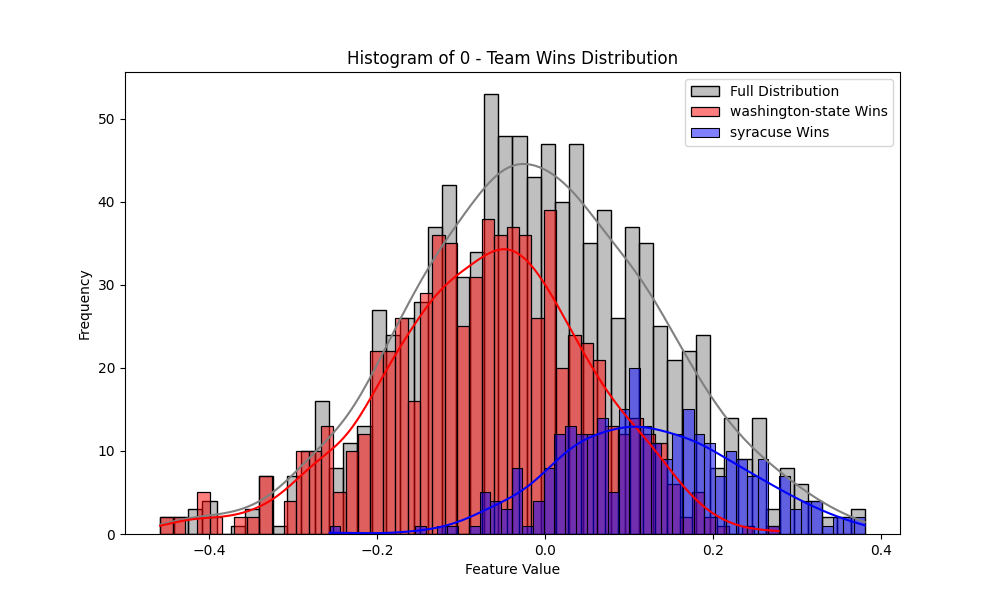 Histogram of 0 - Team Wins Distribution
Full Distribution
washington-state Wins
syracuse Wins
Frequency
50
40
30
20
10
0
−0.4
−0.2
0.0
0.2
0.4
Feature Value